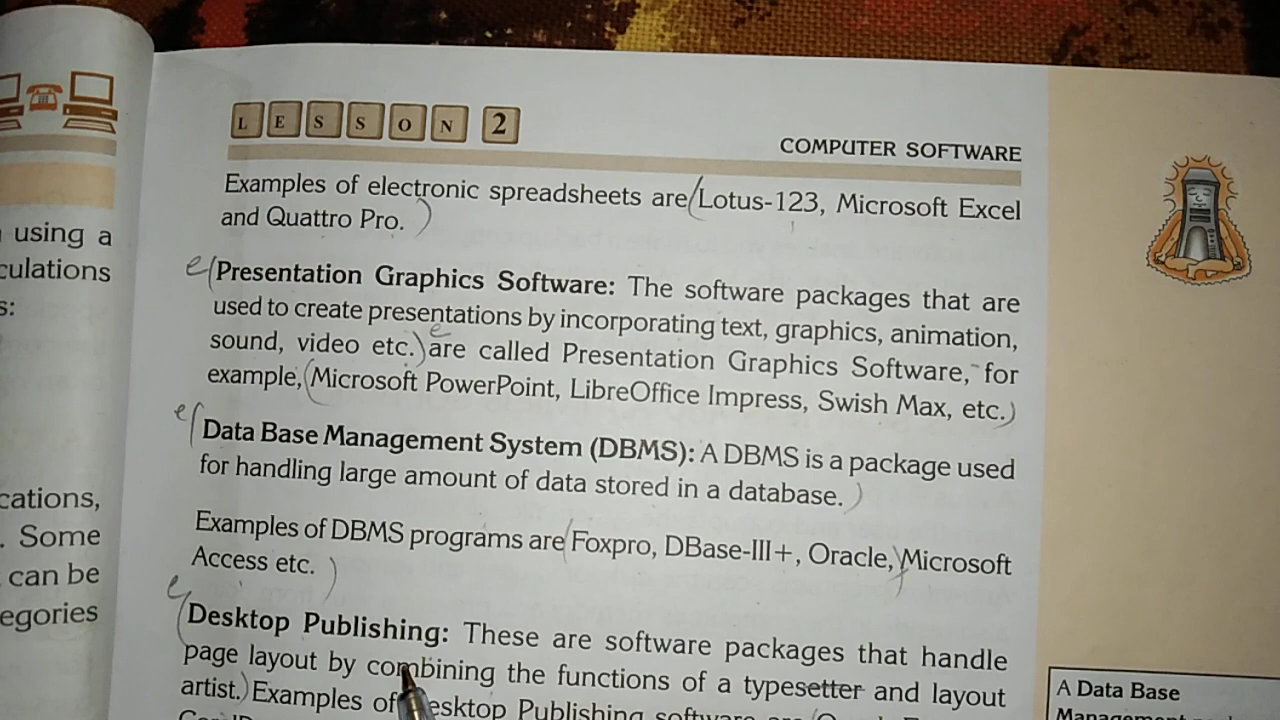 LESSON 2
COMPUTER SOFTWARE
Examples of electronic spreadsheets are Lotus-123, Microsoft Excel
and Quattro Pro.
Presentation Graphics Software: The software packages that are
used to create presentations by incorporating text, graphics, animation,
sound, video etc. are called Presentation Graphics Software, for
example, Microsoft PowerPoint, LibreOffice Impress, Swish Max, etc.
Data Base Management System (DBMS): A DBMS is a package used
for handling large amount of data stored in a database.
Examples of DBMS programs are Foxpro, DBase-III+, Oracle, Microsoft
Access etc.
Desktop Publishing: These are software packages that handle
page layout by combining the functions of a typesetter and layout
artist. Examples of Desktop Publishing software are
using a
culations
s:
cations,
. Some
can be
egories
A Data Base
Management